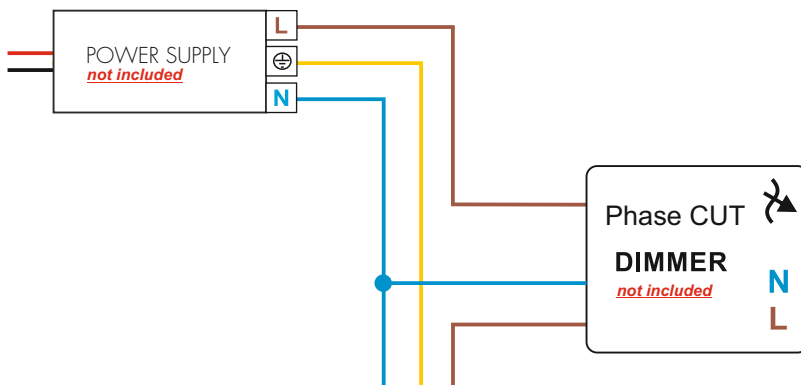 L
POWER SUPPLY
not included
N
Phase CUT
DIMMER
not included
N
L